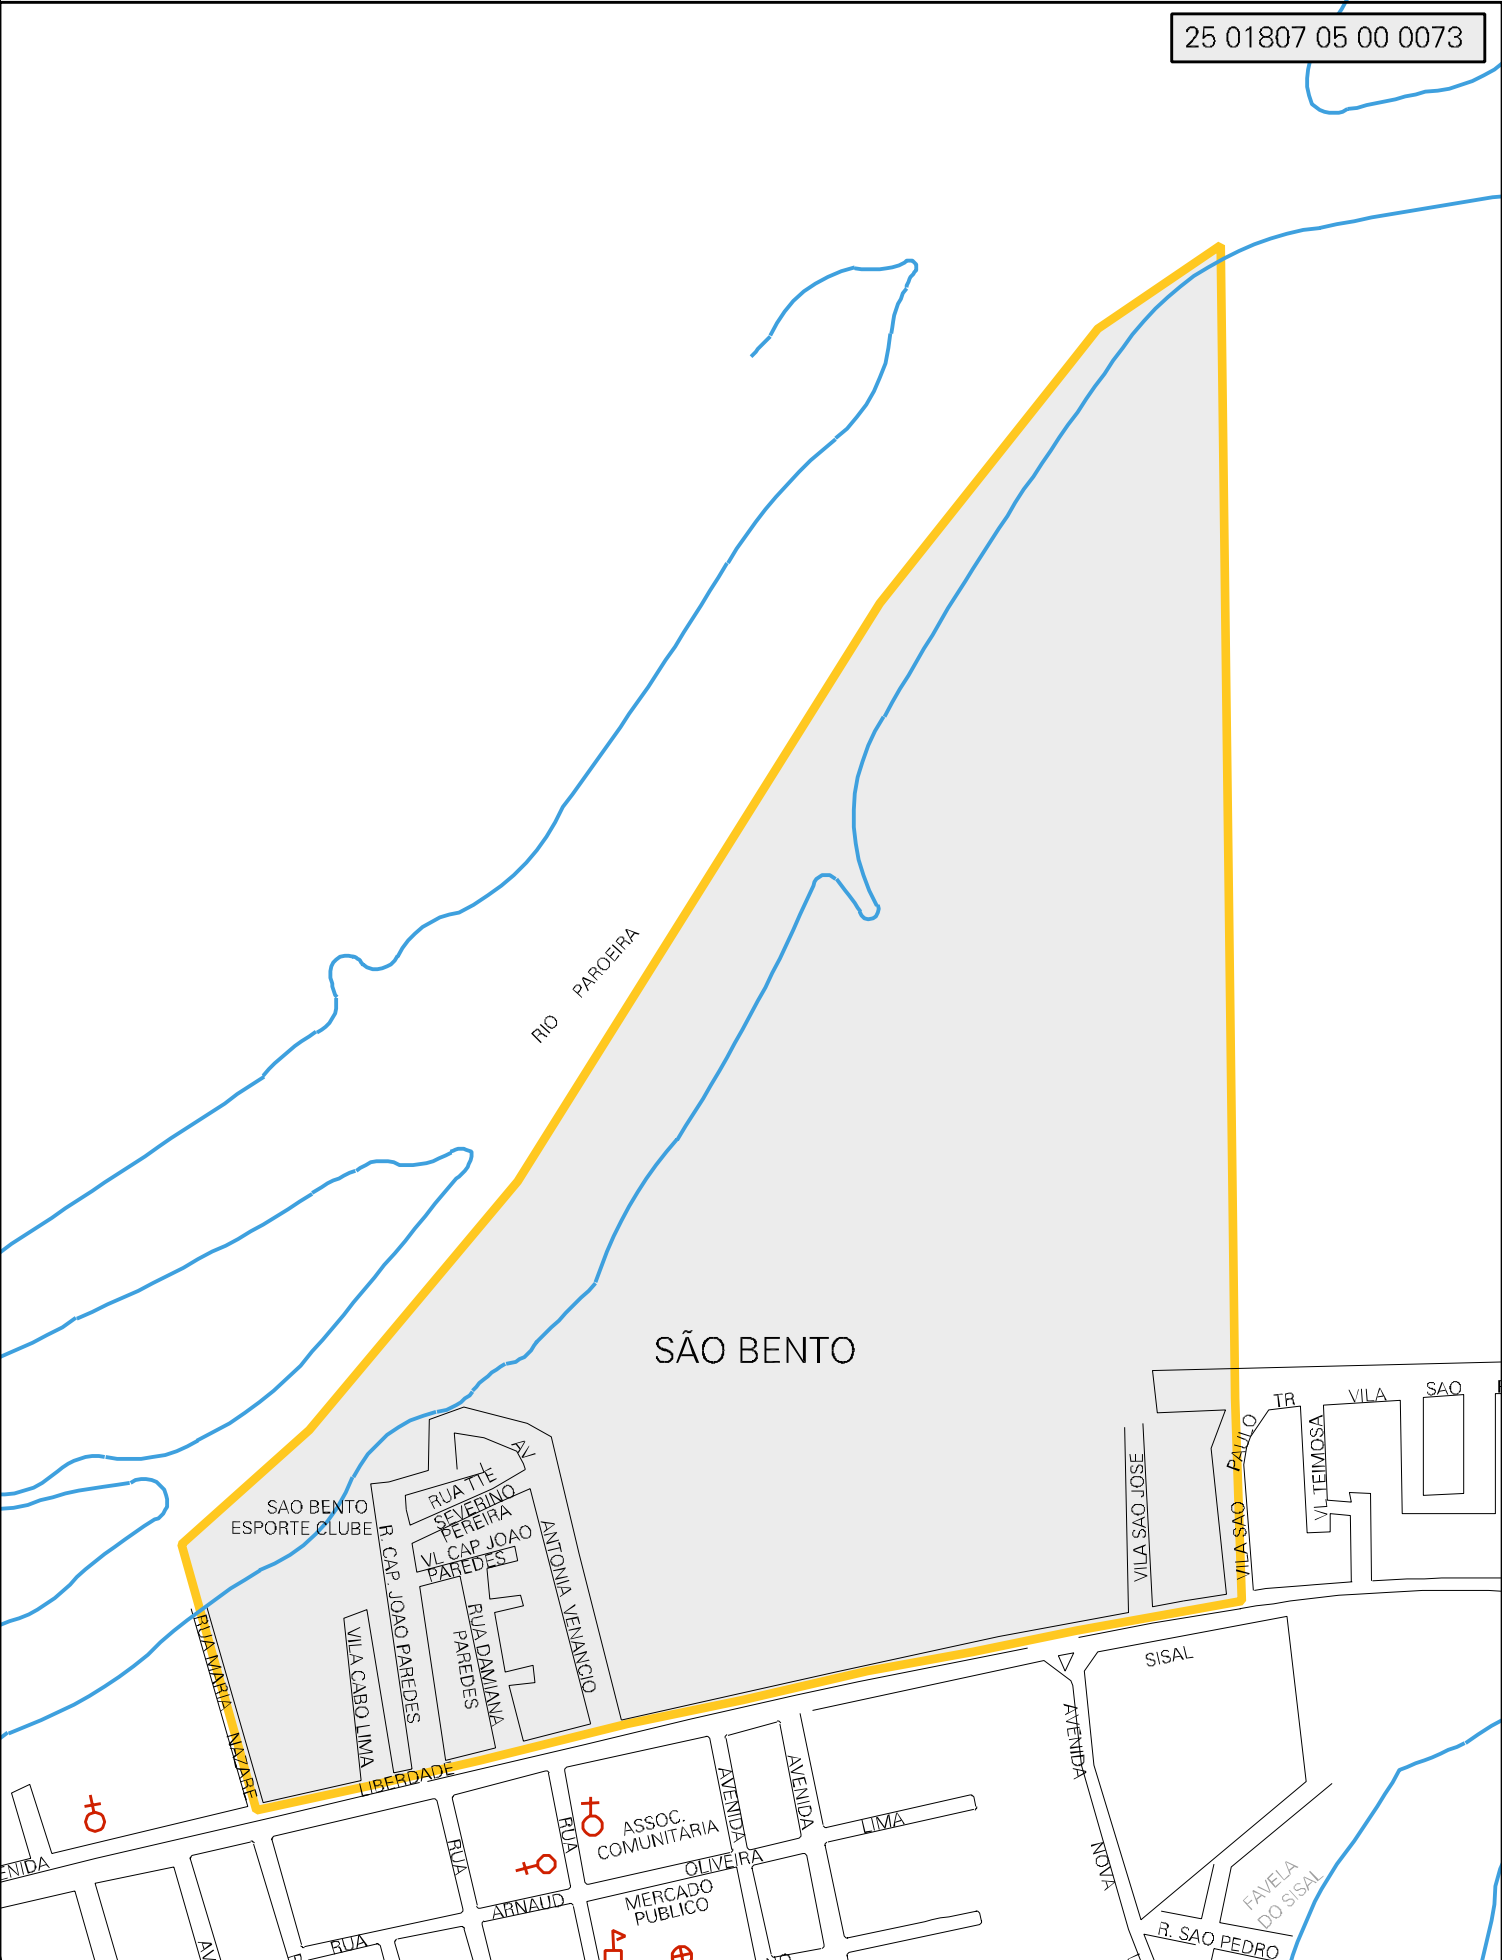 25 01807 05 00 0073
RIO PAROEIRA
SÃO BENTO
TR
VILA
SAO
VL TEIMOSA
PAULO
VILA SAO
VILA SAO JOSE
SAO BENTO
ESPORTE CLUBE
AV
RUA TTE
SEVERINO
PEREIRA
VL CAP JOAO
PAREDES
R. CAP. JOAO PAREDES
ANTONIA VENANCIO
RUA DAMIANA
PAREDES
VILA CABO LIMA
RUA MARIA
NAZARE
LIBERDADE
SISAL
AVENIDA
NOVA
AVENIDA
AVENIDA
RUA
RUA
ASSOC.
COMUNITARIA
LIMA
OLIVEIRA
ENIDA
MERCADO
PUBLICO
ARNAUD
RUA
AV
FAVELA
DO SISAL
R. SAO PEDRO